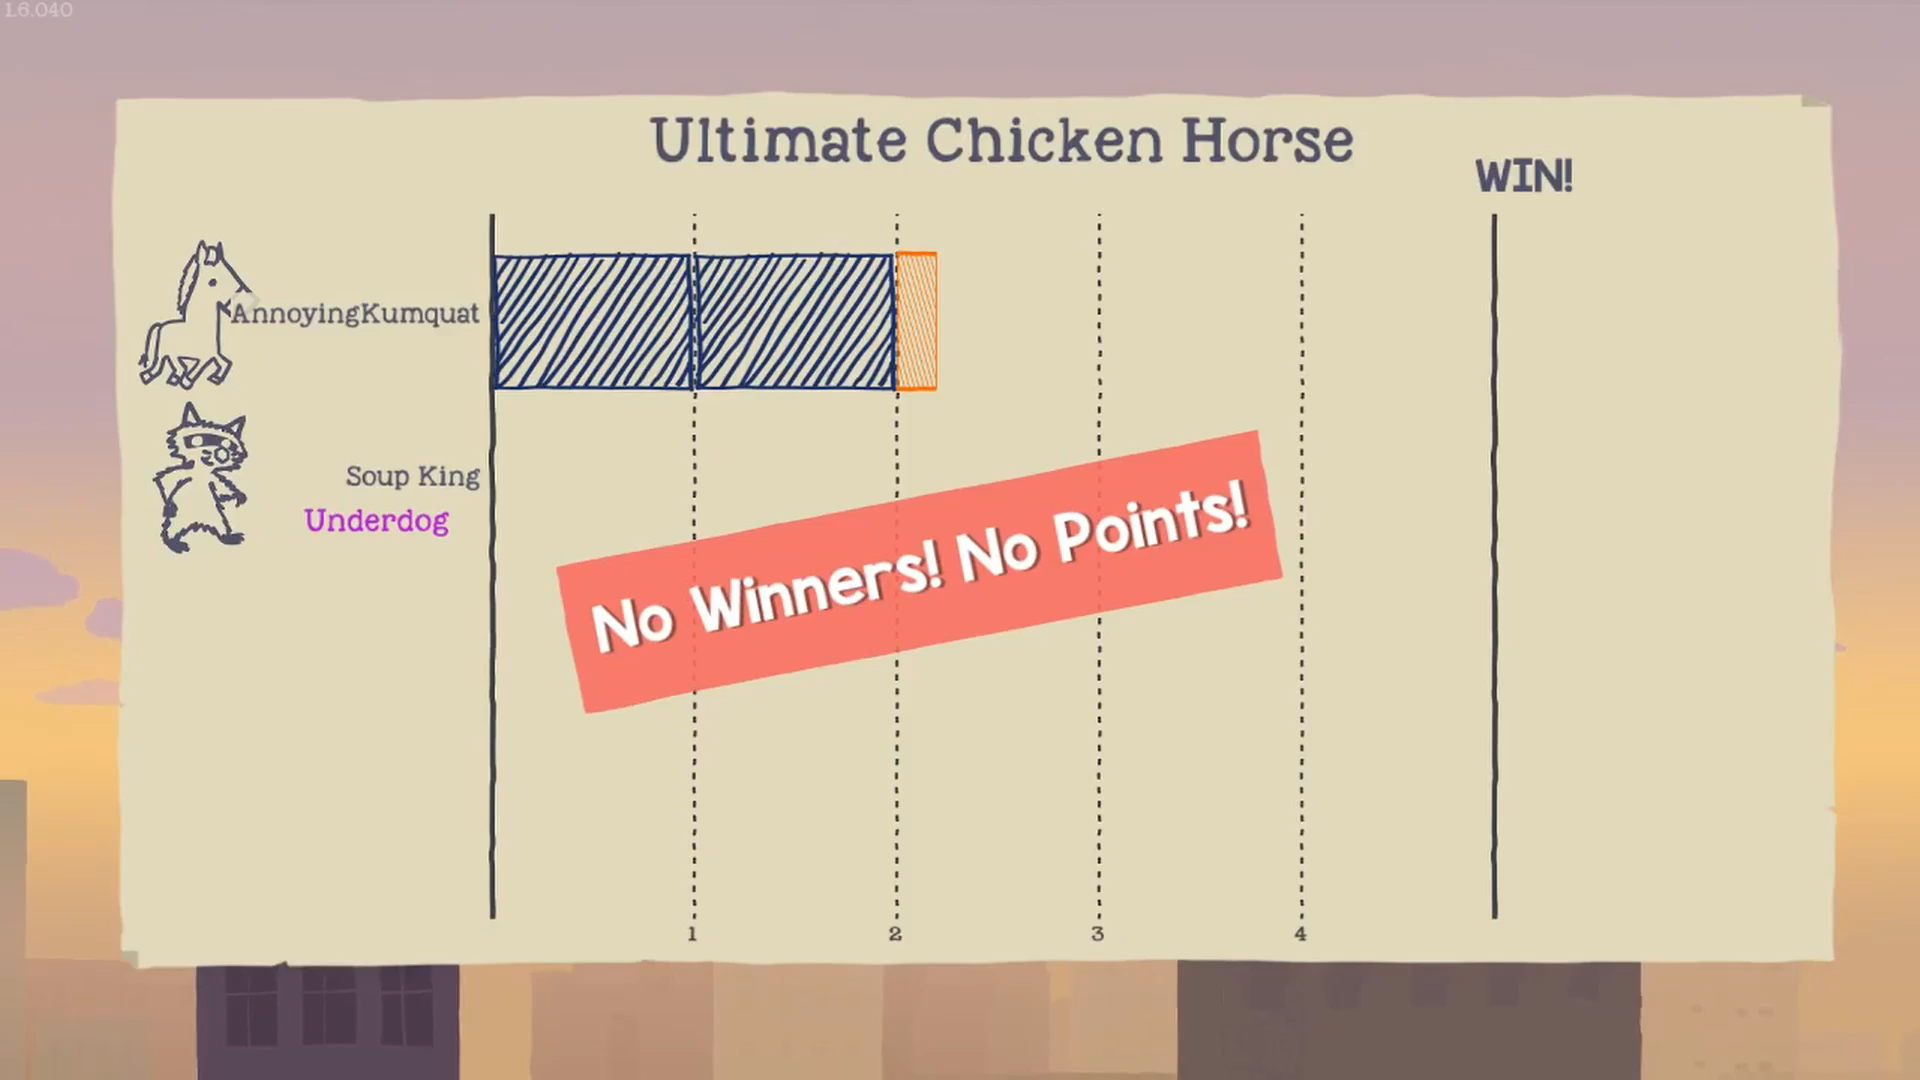 1.6.040
Ultimate Chicken Horse
WIN!
AnnoyingKumquat
Soup King
Underdog
No Winners! No Points!
1 2 3 4